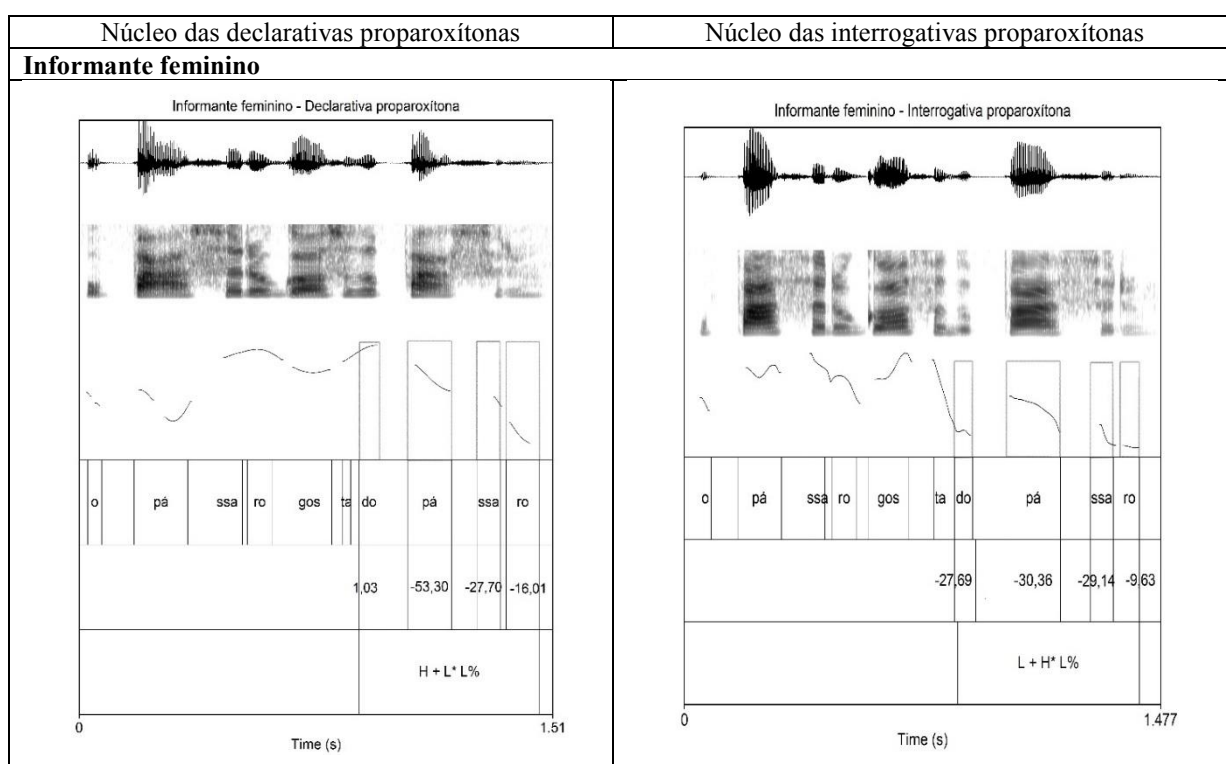 Núcleo das declarativas proparoxítonas
Núcleo das interrogativas proparoxítonas
Informante feminino
Informante feminino - Declarativa proparoxítona
o pá ssa ro gos ta do pá ssa ro
1,03 -53,30 -27,70 -16,01
H + L* L%
0 1.51
Time (s)
Informante feminino - Interrogativa proparoxítona
o pá ssa ro gos ta do pá ssa ro
-27,69 -30,36 -29,14 -9,63
L + H* L%
0 1.477
Time (s)